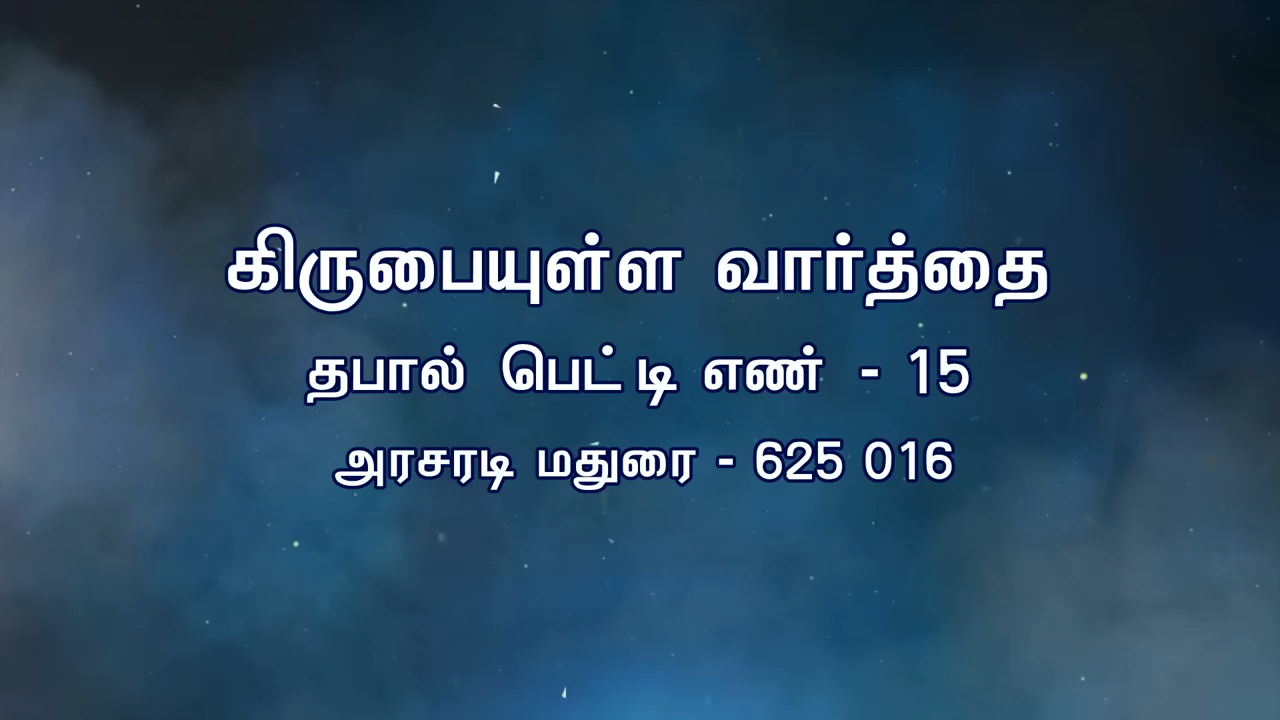 கிருபையுள்ள வார்த்தை
தபால் பெட்டி எண் - 15
அரசரடி மதுரை - 625 016